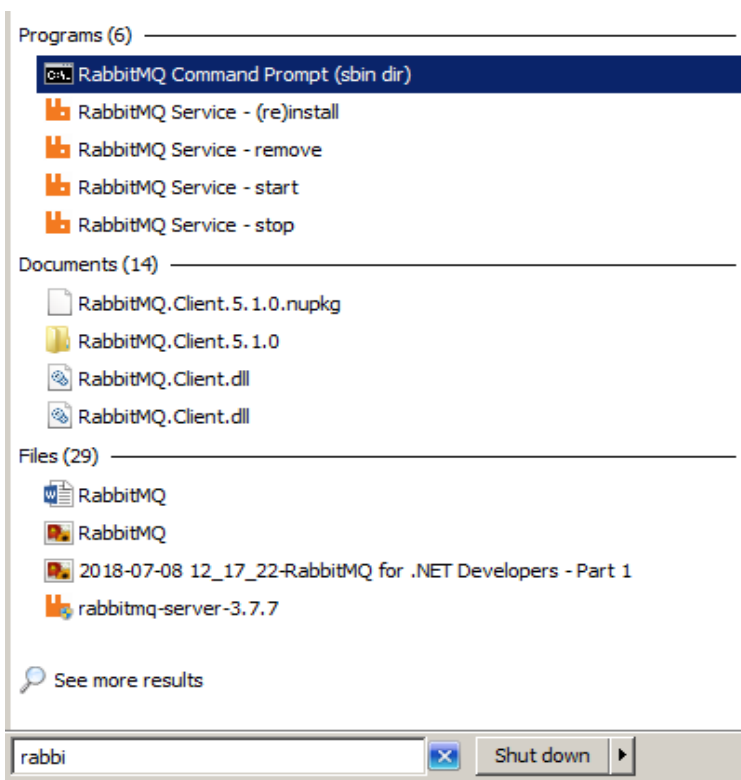 Programs (6)
RabbitMQ Command Prompt (sbin dir)
RabbitMQ Service - (re)install
RabbitMQ Service - remove
RabbitMQ Service - start
RabbitMQ Service - stop
Documents (14)
RabbitMQ.Client.5.1.0.nupkg
RabbitMQ.Client.5.1.0
RabbitMQ.Client.dll
RabbitMQ.Client.dll
Files (29)
RabbitMQ
RabbitMQ
2018-07-08 12_17_22-RabbitMQ for .NET Developers - Part 1
rabbitmq-server-3.7.7
See more results
rabbi Shut down